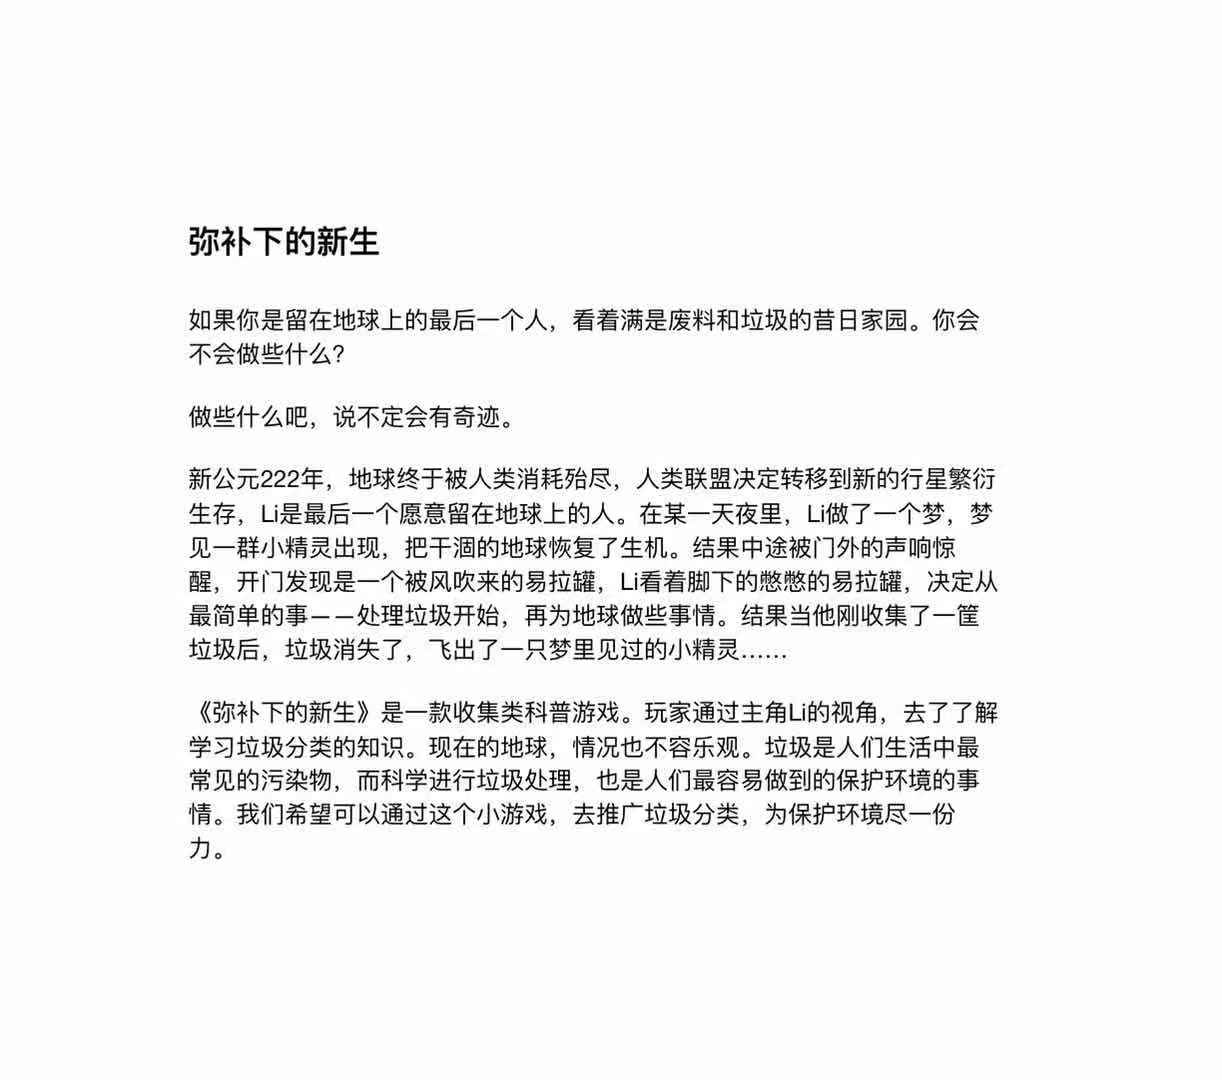 弥补下的新生
如果你是留在地球上的最后一个人，看着满是废料和垃圾的昔日家园。你会
不会做些什么？
做些什么吧，说不定会有奇迹。
新公元222年，地球终于被人类消耗殆尽，人类联盟决定转移到新的行星繁衍
生存，Li是最后一个愿意留在地球上的人。在某一天夜里，Li做了一个梦，梦
见一群小精灵出现，把干涸的地球恢复了生机。结果中途被门外的声响惊
醒，开门发现是一个被风吹来的易拉罐，Li看着脚下的憋憋的易拉罐，决定从
最简单的事——处理垃圾开始，再为地球做些事情。结果当他刚收集了一筐
垃圾后，垃圾消失了，飞出了一只梦里见过的小精灵……
《弥补下的新生》是一款收集类科普游戏。玩家通过主角Li的视角，去了了解
学习垃圾分类的知识。现在的地球，情况也不容乐观。垃圾是人们生活中最
常见的污染物，而科学进行垃圾处理，也是人们最容易做到的保护环境的事
情。我们希望可以通过这个小游戏，去推广垃圾分类，为保护环境尽一份
力。